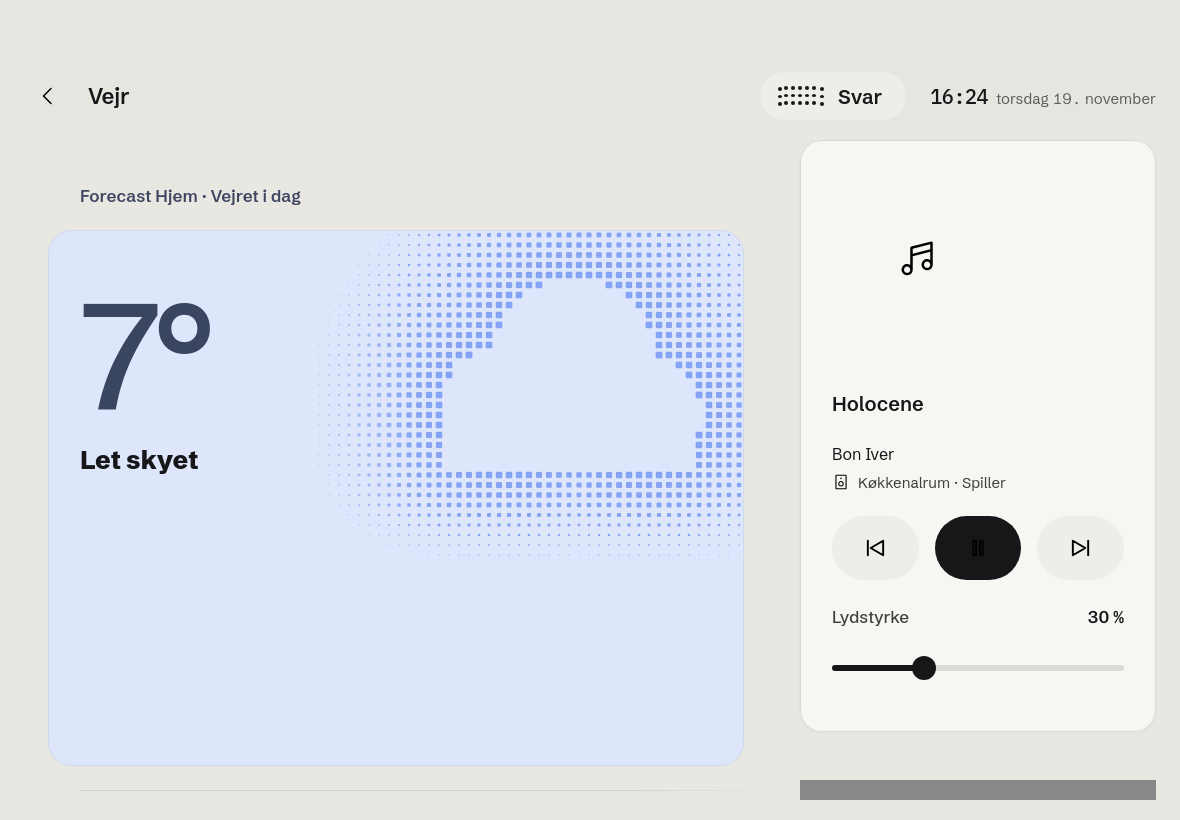 Vejr
Svar
16:24 torsdag 19. november
Forecast Hjem · Vejret i dag
7°
Let skyet
Holocene
Bon Iver
Køkkenalrum · Spiller
Lydstyrke
30 %